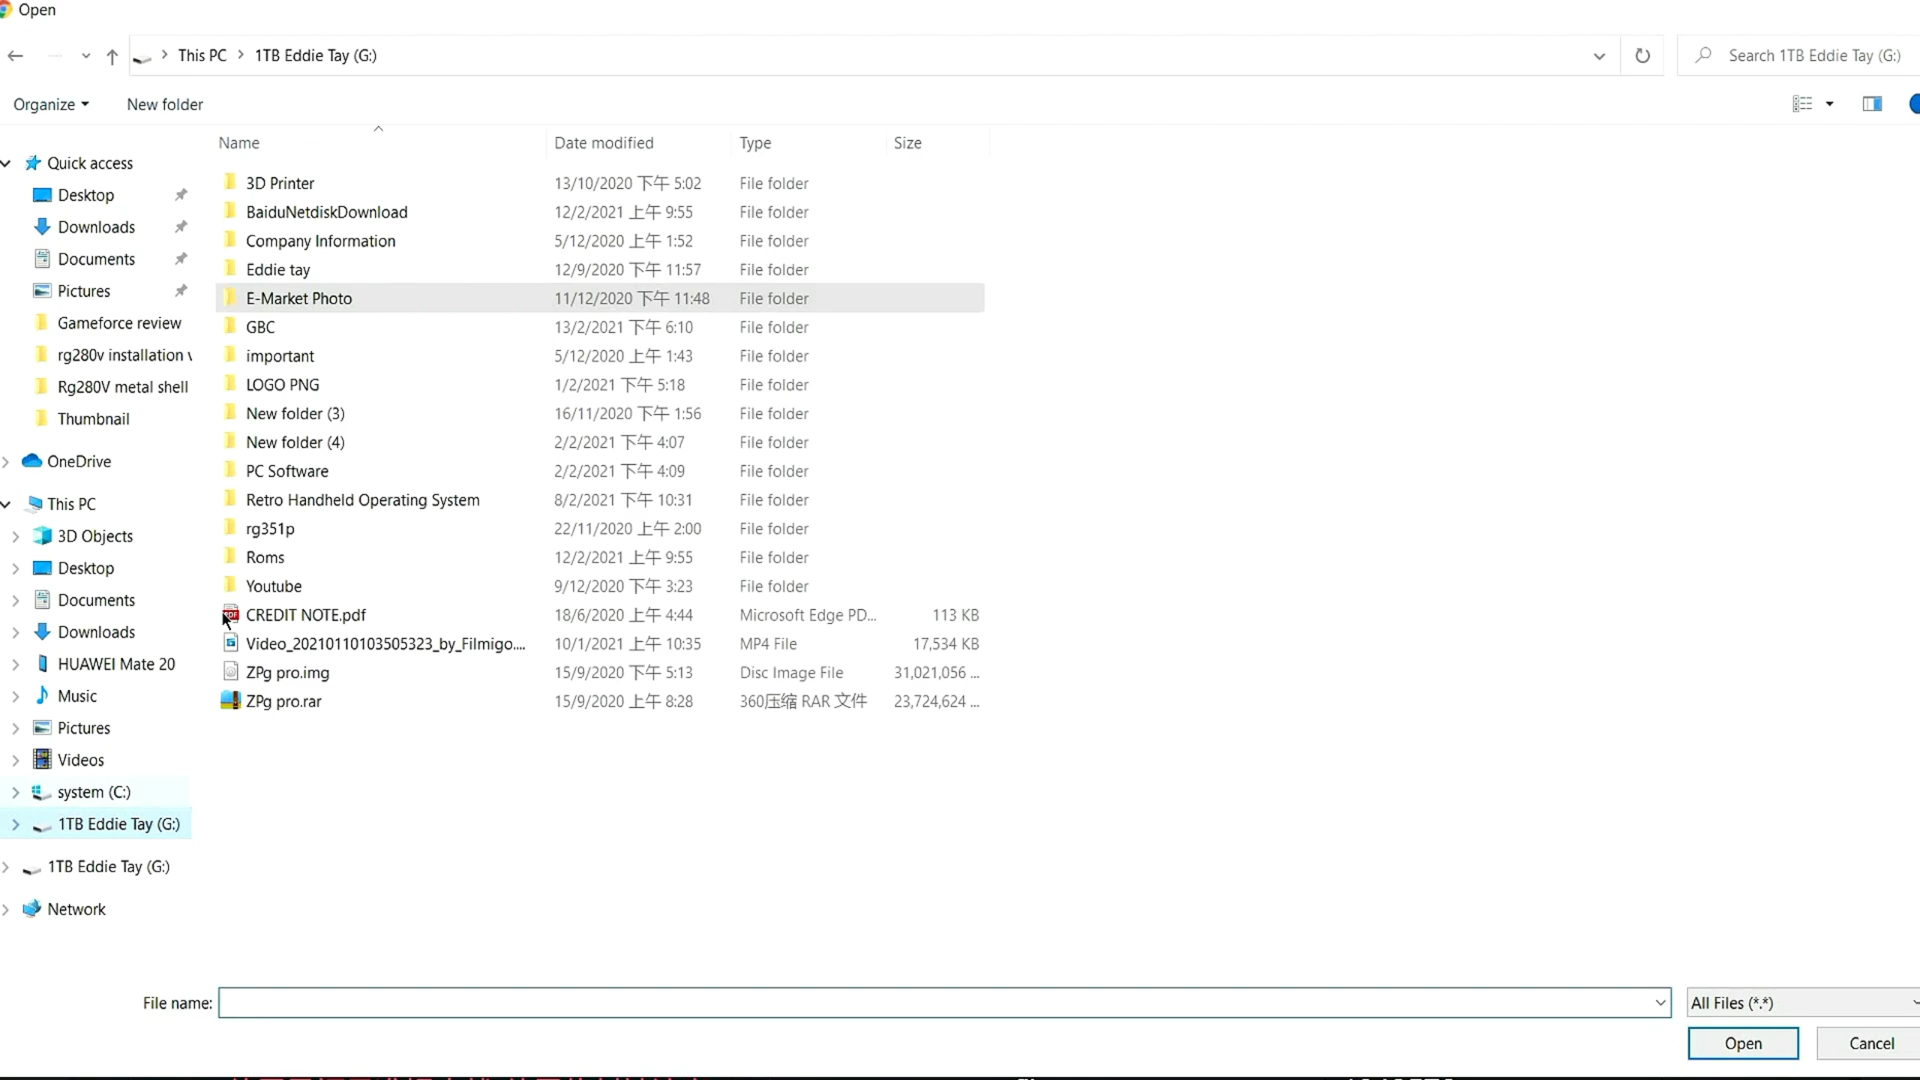 Open
This PC > 1TB Eddie Tay (G:)
Search 1TB Eddie Tay (G:)
Organize
New folder
Name Date modified Type Size
Quick access
Desktop
Downloads
Documents
Pictures
Gameforce review
rg280v installation v
Rg280V metal shell
Thumbnail
OneDrive
This PC
3D Objects
Desktop
Documents
Downloads
HUAWEI Mate 20
Music
Pictures
Videos
system (C:)
1TB Eddie Tay (G:)
1TB Eddie Tay (G:)
Network
3D Printer 13/10/2020 下午 5:02 File folder
BaiduNetdiskDownload 12/2/2021 上午 9:55 File folder
Company Information 5/12/2020 上午 1:52 File folder
Eddie tay 12/9/2020 下午 11:57 File folder
E-Market Photo 11/12/2020 下午 11:48 File folder
GBC 13/2/2021 下午 6:10 File folder
important 5/12/2020 上午 1:43 File folder
LOGO PNG 1/2/2021 下午 5:18 File folder
New folder (3) 16/11/2020 下午 1:56 File folder
New folder (4) 2/2/2021 下午 4:07 File folder
PC Software 2/2/2021 下午 4:09 File folder
Retro Handheld Operating System 8/2/2021 下午 10:31 File folder
rg351p 22/11/2020 上午 2:00 File folder
Roms 12/2/2021 上午 9:55 File folder
Youtube 9/12/2020 下午 3:23 File folder
CREDIT NOTE.pdf 18/6/2020 上午 4:44 Microsoft Edge PD... 113 KB
Video_20210110103505323_by_Filmigo.... 10/1/2021 上午 10:35 MP4 File 17,534 KB
ZPg pro.img 15/9/2020 下午 5:13 Disc Image File 31,021,056 ...
ZPg pro.rar 15/9/2020 上午 8:28 360压缩 RAR 文件 23,724,624 ...
File name:
All Files (*.*)
Open
Cancel